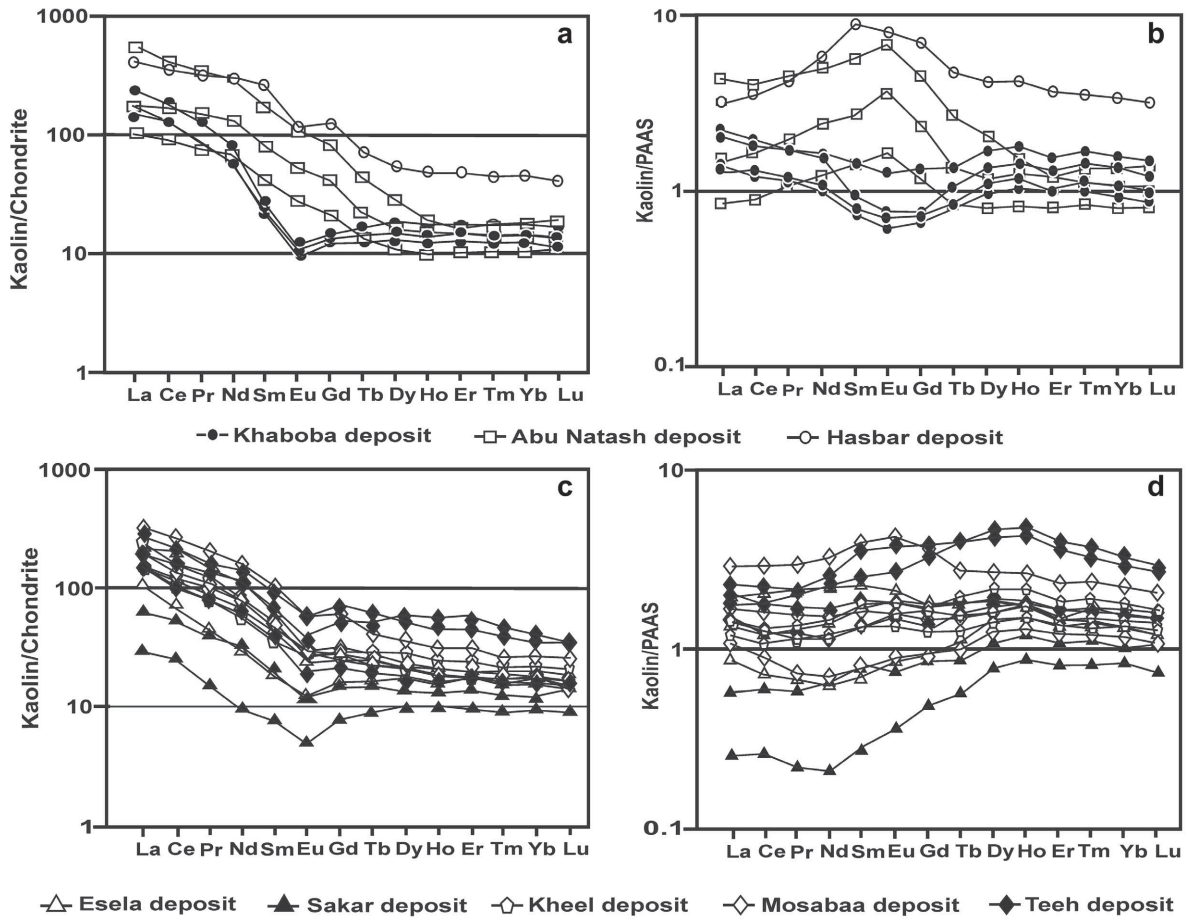 1000
100
10
1
Kaolin/Chondrite
a
La Ce Pr Nd Sm Eu Gd Tb Dy Ho Er Tm Yb Lu
10
1
0.1
Kaolin/PAAS
b
La Ce Pr Nd Sm Eu Gd Tb Dy Ho Er Tm Yb Lu
Khaboba deposit Abu Natash deposit Hasbar deposit
1000
100
10
1
Kaolin/Chondrite
c
La Ce Pr Nd Sm Eu Gd Tb Dy Ho Er Tm Yb Lu
10
1
0.1
Kaolin/PAAS
d
La Ce Pr Nd Sm Eu Gd Tb Dy Ho Er Tm Yb Lu
Esela deposit Sakar deposit Kheel deposit Mosabaa deposit Teeh deposit